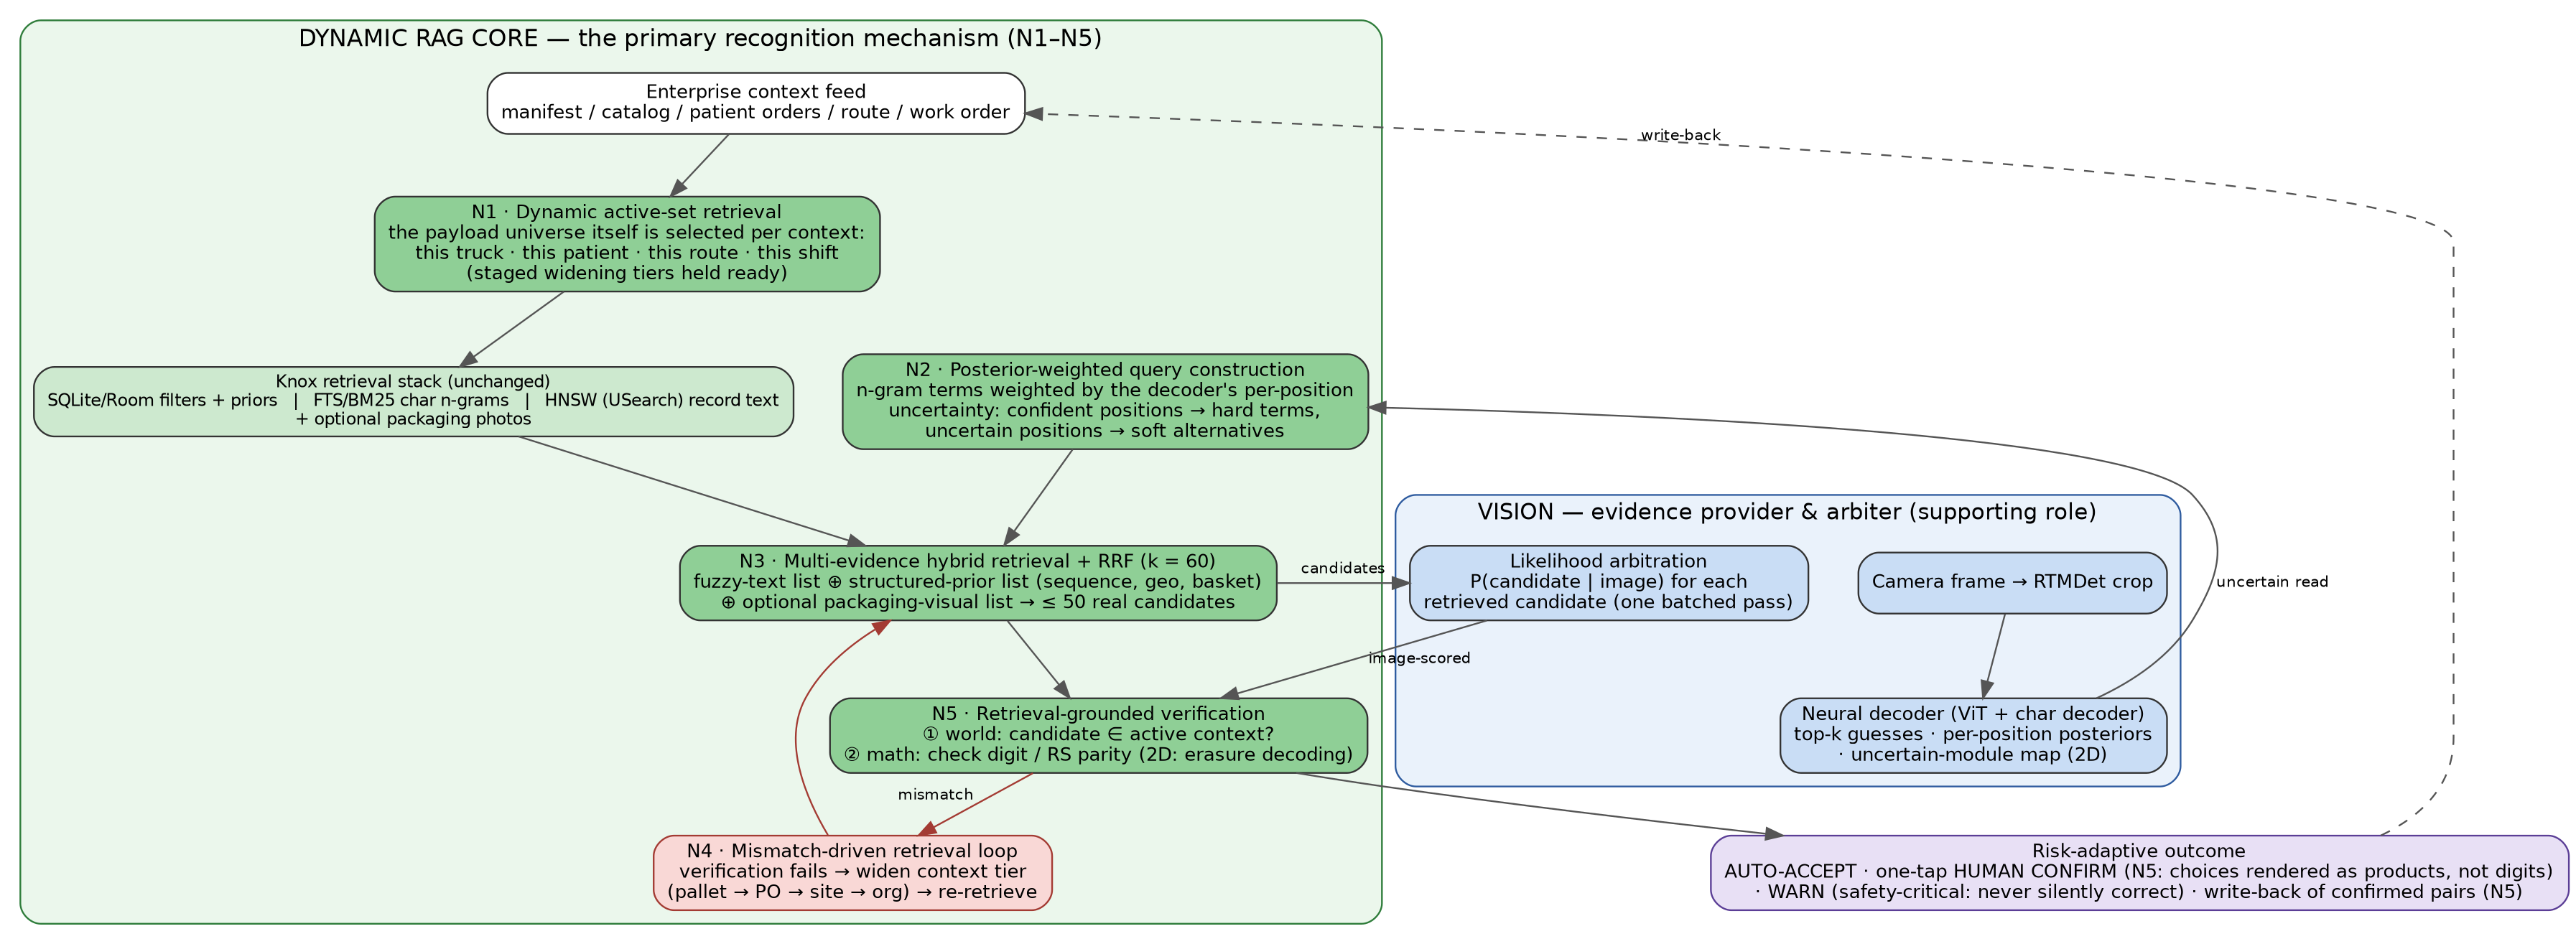 DYNAMIC RAG CORE — the primary recognition mechanism (N1–N5)
Enterprise context feed
manifest / catalog / patient orders / route / work order
write-back
N1 · Dynamic active-set retrieval
the payload universe itself is selected per context:
this truck · this patient · this route · this shift
(staged widening tiers held ready)
Knox retrieval stack (unchanged)
SQLite/Room filters + priors | FTS/BM25 char n-grams | HNSW (USearch) record text
+ optional packaging photos
N2 · Posterior-weighted query construction
n-gram terms weighted by the decoder's per-position
uncertainty: confident positions → hard terms,
uncertain positions → soft alternatives
VISION — evidence provider & arbiter (supporting role)
N3 · Multi-evidence hybrid retrieval + RRF (k = 60)
fuzzy-text list ⊕ structured-prior list (sequence, geo, basket)
⊕ optional packaging-visual list → ≤ 50 real candidates
candidates
Likelihood arbitration
P(candidate | image) for each
retrieved candidate (one batched pass)
Camera frame → RTMDet crop
uncertain read
image-scored
N5 · Retrieval-grounded verification
① world: candidate ∈ active context?
② math: check digit / RS parity (2D: erasure decoding)
Neural decoder (ViT + char decoder)
top-k guesses · per-position posteriors
· uncertain-module map (2D)
mismatch
N4 · Mismatch-driven retrieval loop
verification fails → widen context tier
(pallet → PO → site → org) → re-retrieve
Risk-adaptive outcome
AUTO-ACCEPT · one-tap HUMAN CONFIRM (N5: choices rendered as products, not digits)
· WARN (safety-critical: never silently correct) · write-back of confirmed pairs (N5)